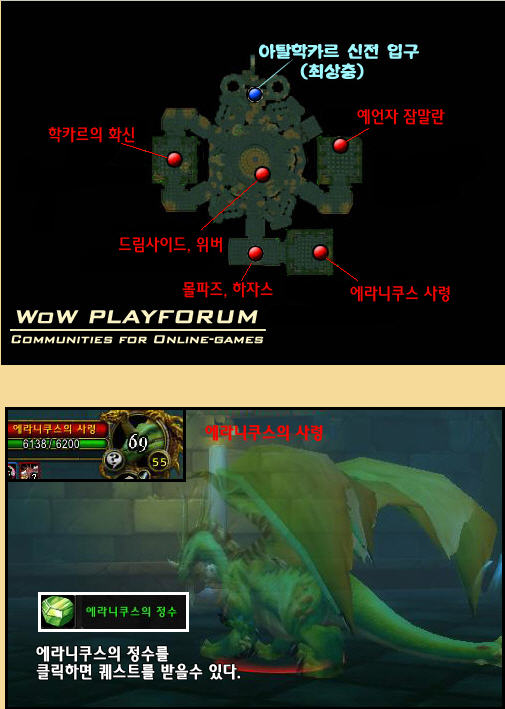 아탈학카르 신전 입구
(최상층)
예언자 잠말란
학카르의 화신
드림사이드, 위버
몰파즈, 하자스
에라니쿠스 사령
WoW PLAYFORUM
COMMUNITIES FOR ONLINE-GAMES
에라니쿠스의 사령
6138/6200
69
55
에라니쿠스의 사령
에라니쿠스의 정수
에라니쿠스의 정수를
클릭하면 퀘스트를 받을수 있다.